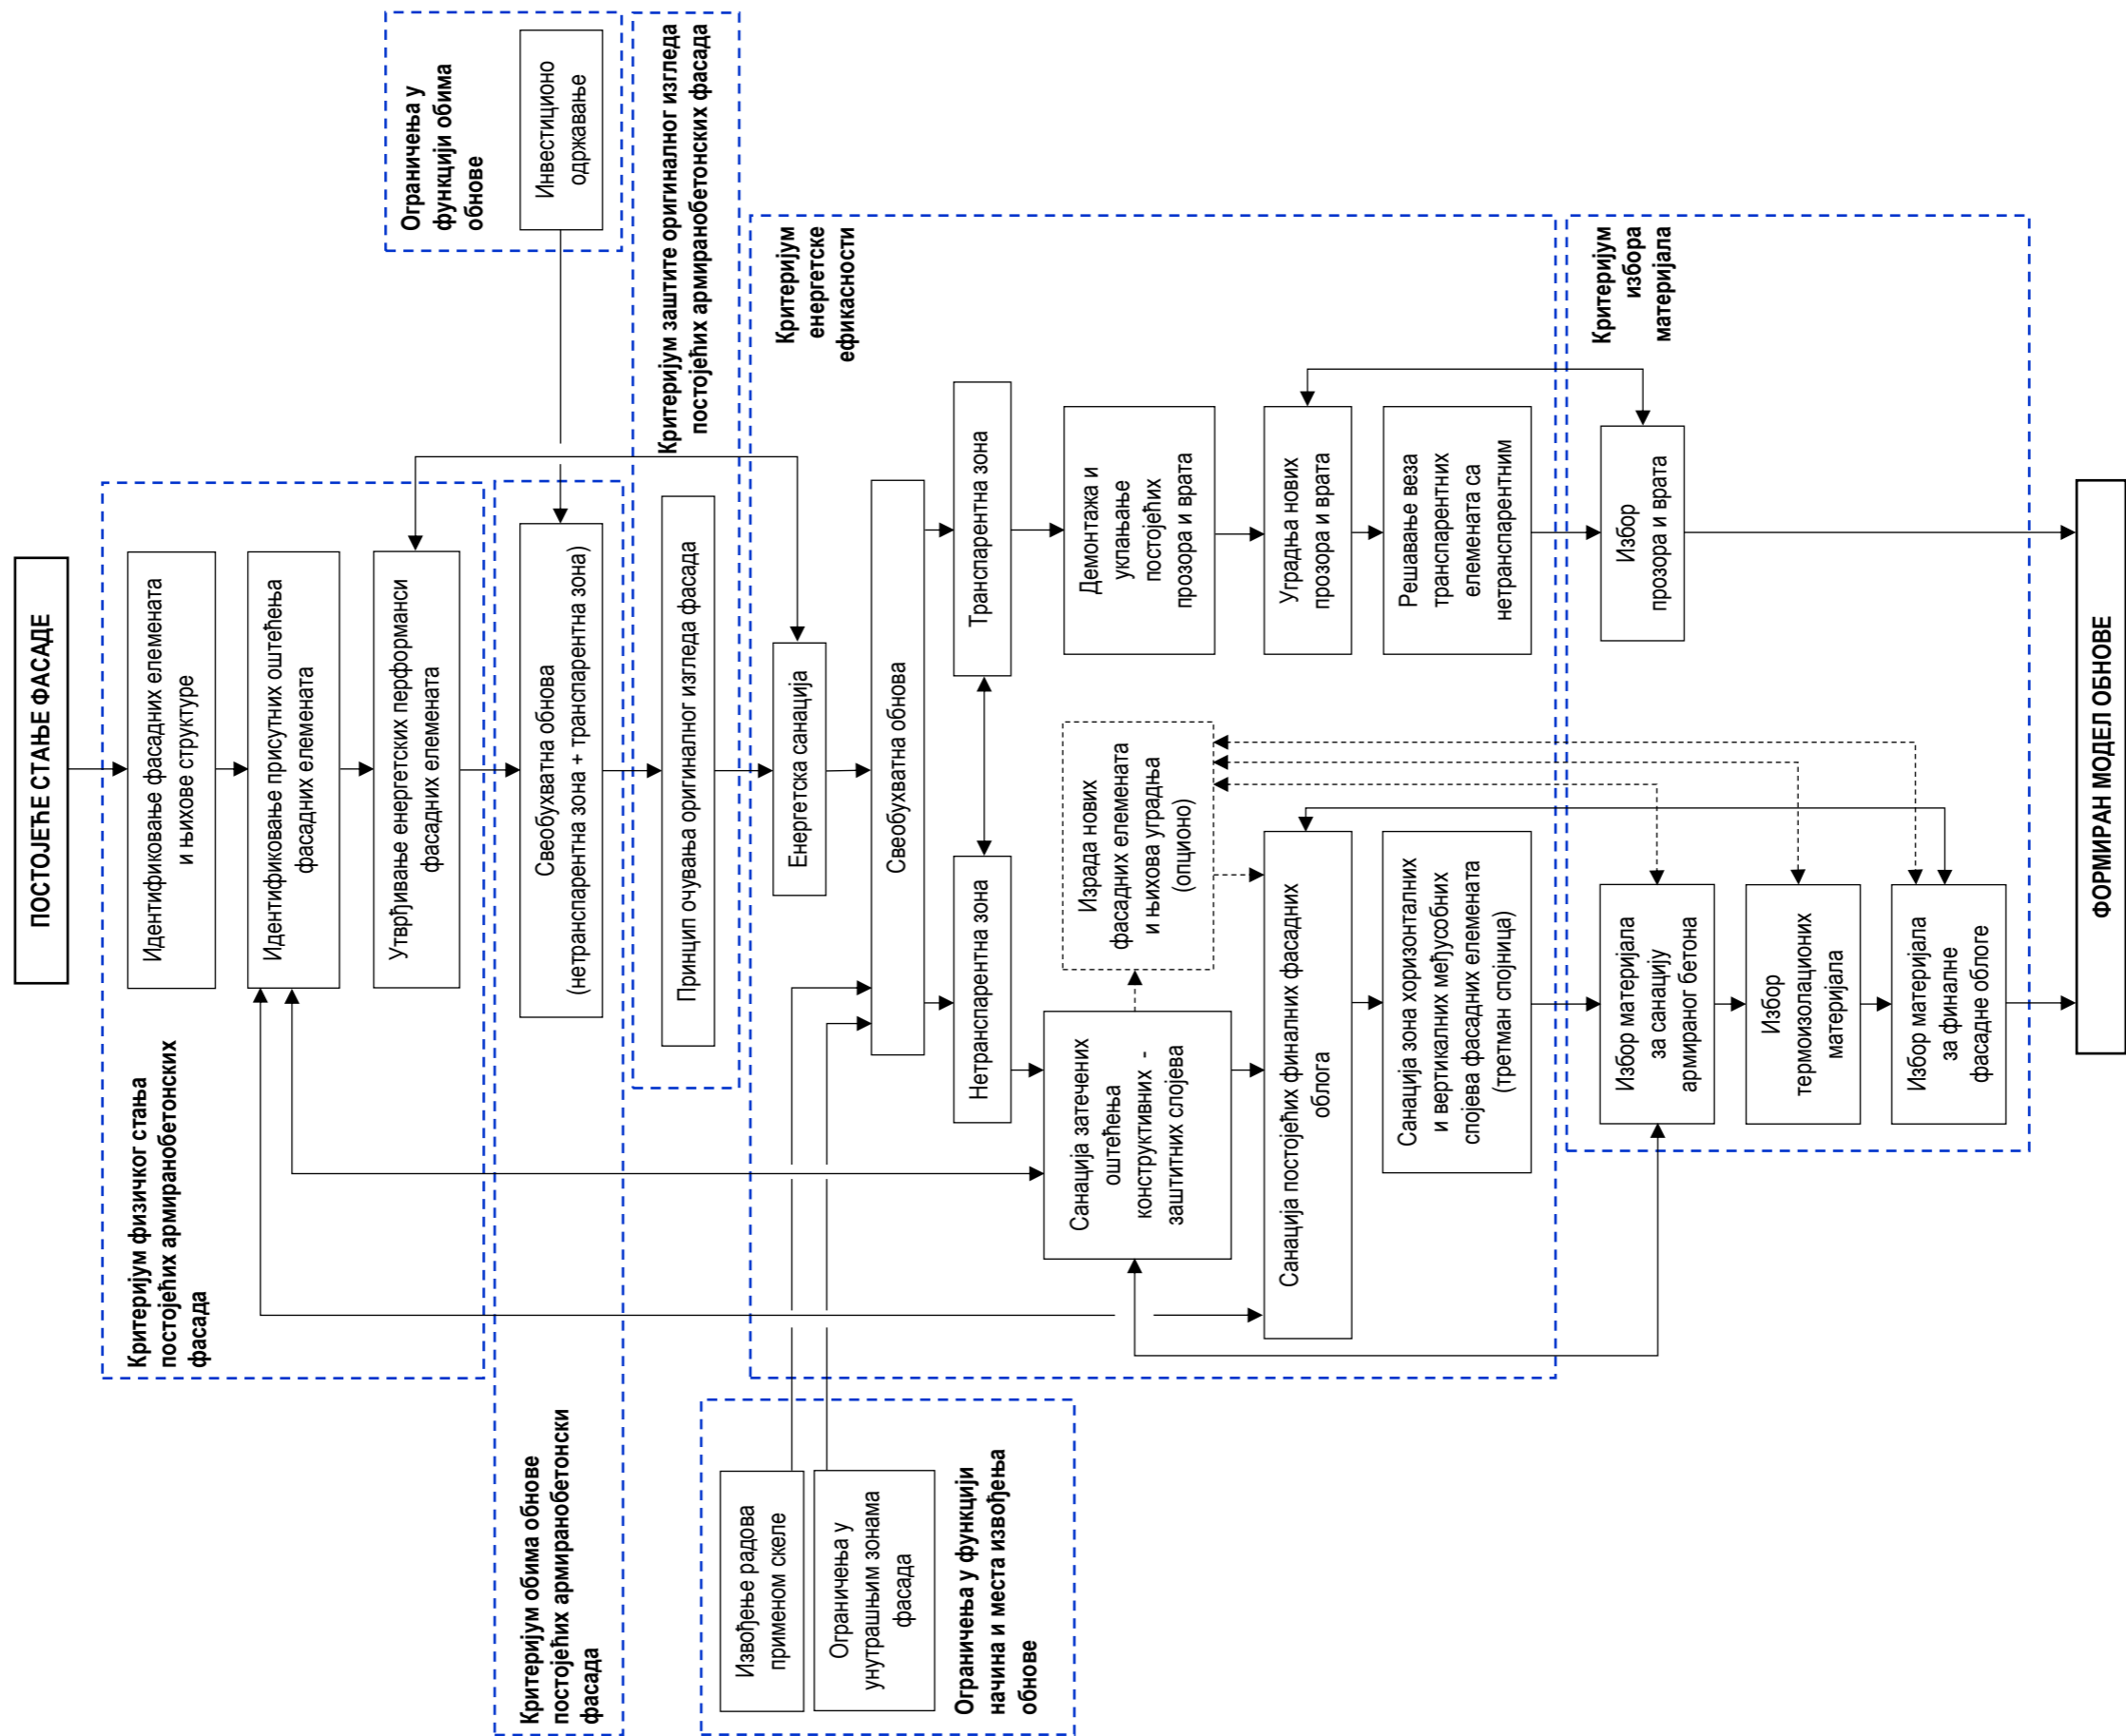 ПОСТОЈЕЋЕ СТАЊЕ ФАСАДЕ
Критеријум физичког стања
постојећих армиранобетонских
фасада
Идентификовање фасадних елемената
и њихове структуре
Идентификовање присутних оштећења
фасадних елемената
Утврђивање енергетских перформанси
фасадних елемената
Ограничења у
функцији обима
обнове
Инвестиционо
одржавање
Критеријум обима обнове
постојећих армиранобетонски
фасада
Свеобухватна обнова
(нетранспарентна зона + транспарентна зона)
Критеријум заштите оригиналног изгледа
постојећих армиранобетонских фасада
Принцип очувања оригиналног изгледа фасада
Извођење радова
применом скеле
Ограничења у
унутрашњим зонама
фасада
Ограничења у функцији
начина и места извођења
обнове
Критеријум
енергетске
ефикасности
Енергетска санација
Свеобухватна обнова
Нетранспарентна зона
Транспарентна зона
Санација затечених
оштећења
конструктивних -
заштитних слојева
Израда нових
фасадних елемената
и њихова уградња
(опционо)
Демонтажа и
уклањање
постојећих
прозора и врата
Санација постојећих финалних фасадних
облога
Уградња нових
прозора и врата
Санација зона хоризонталних
и вертикалних међусобних
спојева фасадних елемената
(третман спојница)
Решавање веза
транспарентних
елемената са
нетранспарентним
Критеријум
избора
материјала
Избор материјала
за санацију
армираног бетона
Избор
прозора и врата
Избор
термоизолационих
материјала
Избор материјала
за финалне
фасадне облоге
ФОРМИРАН МОДЕЛ ОБНОВЕ